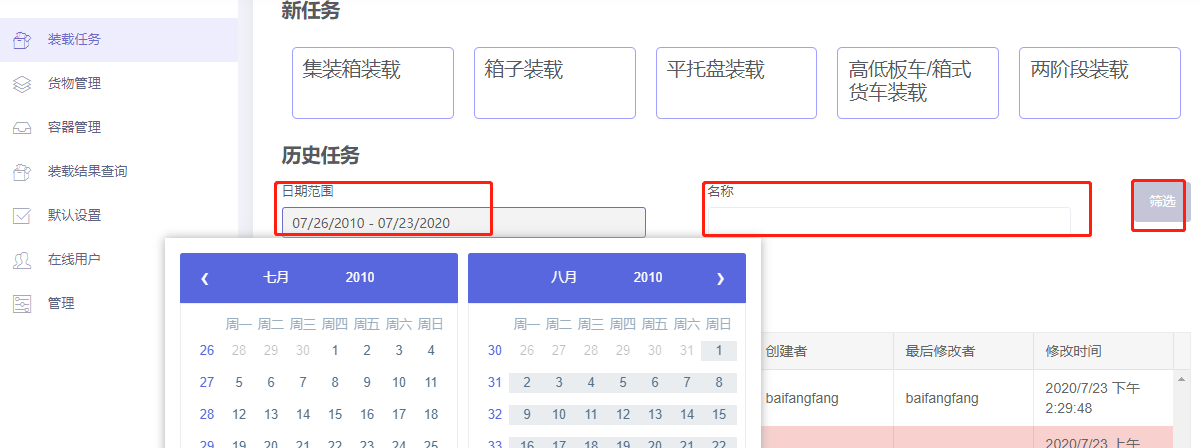 新任务
装载任务
货物管理
容器管理
装载结果查询
默认设置
在线用户
管理
集装箱装载
箱子装载
平托盘装载
高低板车/箱式
货车装载
两阶段装载
历史任务
日期范围
名称
07/26/2010 - 07/23/2020
筛选
七月 2010
周一 周二 周三 周四 周五 周六 周日
26 28 29 30 1 2 3 4
27 5 6 7 8 9 10 11
28 12 13 14 15 16 17 18
29 19 20 21 22 23 24 25
八月 2010
周一 周二 周三 周四 周五 周六 周日
30 26 27 28 29 30 31 1
31 2 3 4 5 6 7 8
32 9 10 11 12 13 14 15
33 16 17 18 19 20 21 22
创建者 最后修改者 修改时间
baifangfang baifangfang 2020/7/23 下午
2:29:48
2020/7/23 上午